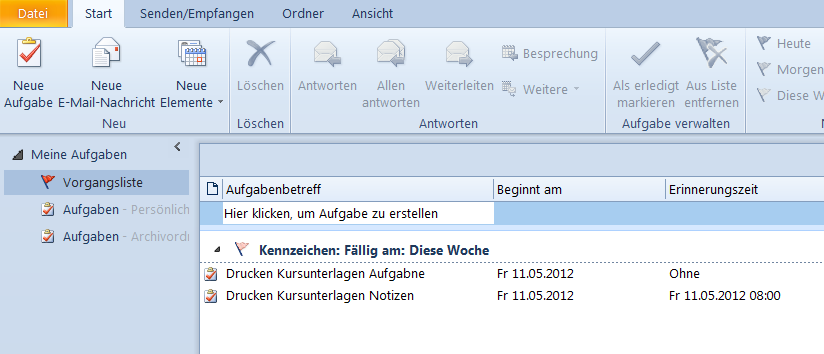 Datei Start Senden/Empfangen Ordner Ansicht
Neue Aufgabe
Neue E-Mail-Nachricht
Neue Elemente
Neu
Löschen
Löschen
Antworten
Allen antworten
Weiterleiten
Besprechung
Weitere
Antworten
Als erledigt markieren
Aus Liste entfernen
Aufgabe verwalten
Heute
Morgen
Diese W
N
Meine Aufgaben
Vorgangsliste
Aufgaben - Persönlich
Aufgaben - Archivord
Aufgabenbetreff Beginnt am Erinnerungszeit
Hier klicken, um Aufgabe zu erstellen
Kennzeichen: Fällig am: Diese Woche
Drucken Kursunterlagen Aufgabne Fr 11.05.2012 Ohne
Drucken Kursunterlagen Notizen Fr 11.05.2012 Fr 11.05.2012 08:00